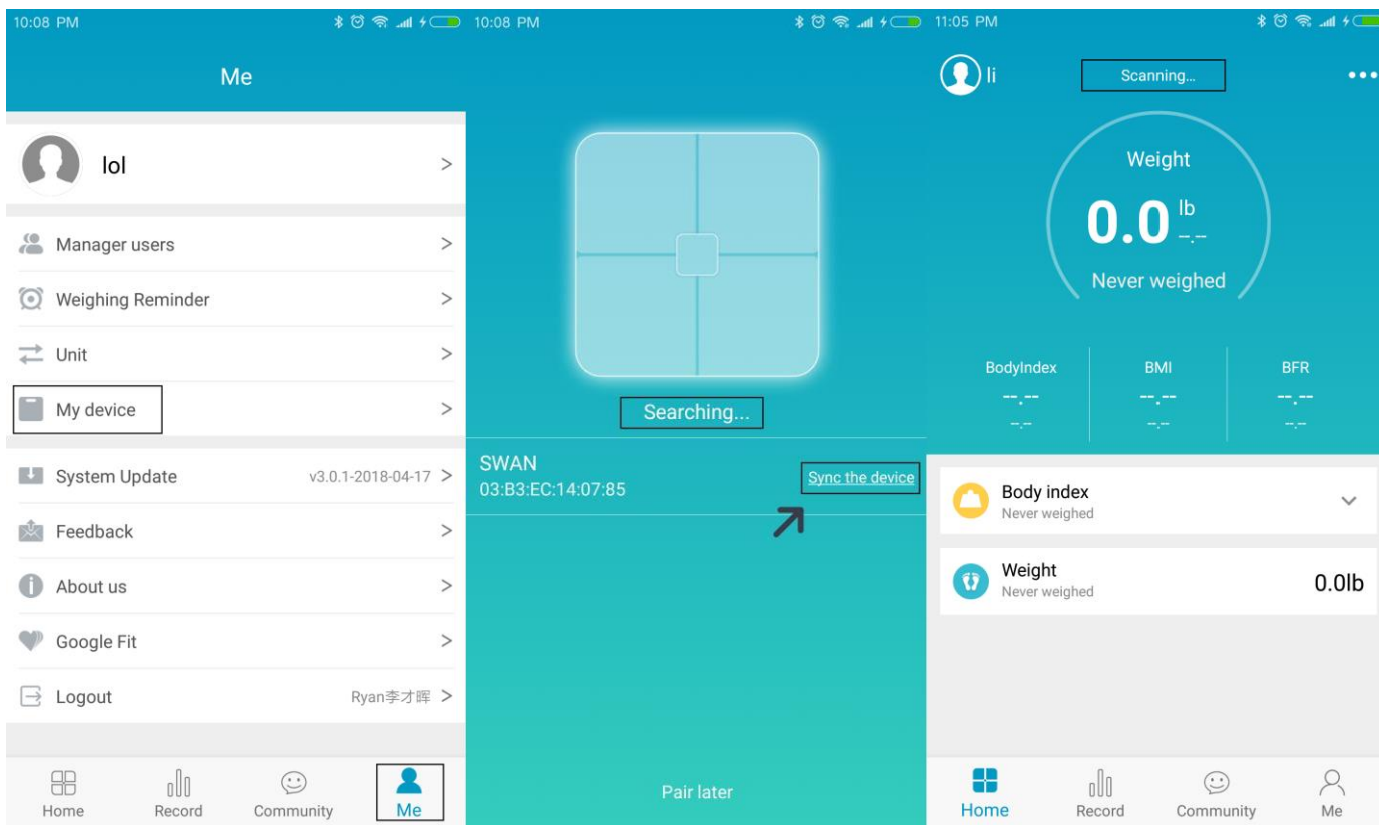 10:08 PM
Me
lol
>
Manager users
>
Weighing Reminder
>
Unit
>
My device
>
System Update
v3.0.1-2018-04-17 >
Feedback
>
About us
>
Google Fit
>
Logout
Ryan李才晖 >
Home
Record
Community
Me
10:08 PM
Searching...
SWAN
03:B3:EC:14:07:85
Sync the device
Pair later
11:05 PM
li
Scanning...
Weight
0.0 lb
--.--
Never weighed
BodyIndex
--.--
--.--
BMI
--.--
--.--
BFR
--.--
--.--
Body index
Never weighed
Weight
Never weighed
0.0lb
Home
Record
Community
Me